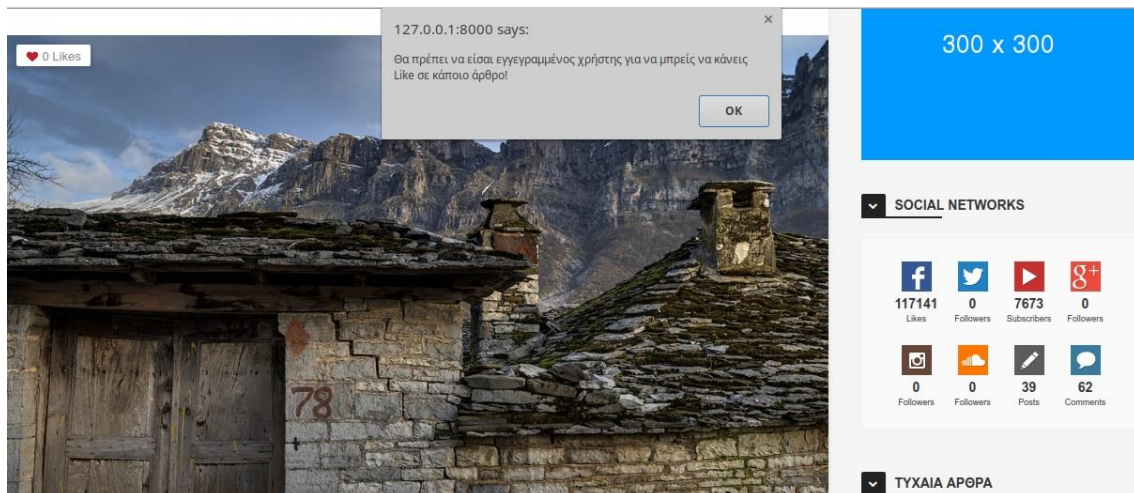 127.0.0.1:8000 says:
Θα πρέπει να είσαι εγγεγραμμένος χρήστης για να μπρείς να κάνεις
Like σε κάποιο άρθρο!
OK
0 Likes
78
300 x 300
SOCIAL NETWORKS
117141 0 7673 0
Likes Followers Subscribers Followers
0 0 39 62
Followers Followers Posts Comments
ΤΥΧΑΙΑ ΑΡΘΡΑ